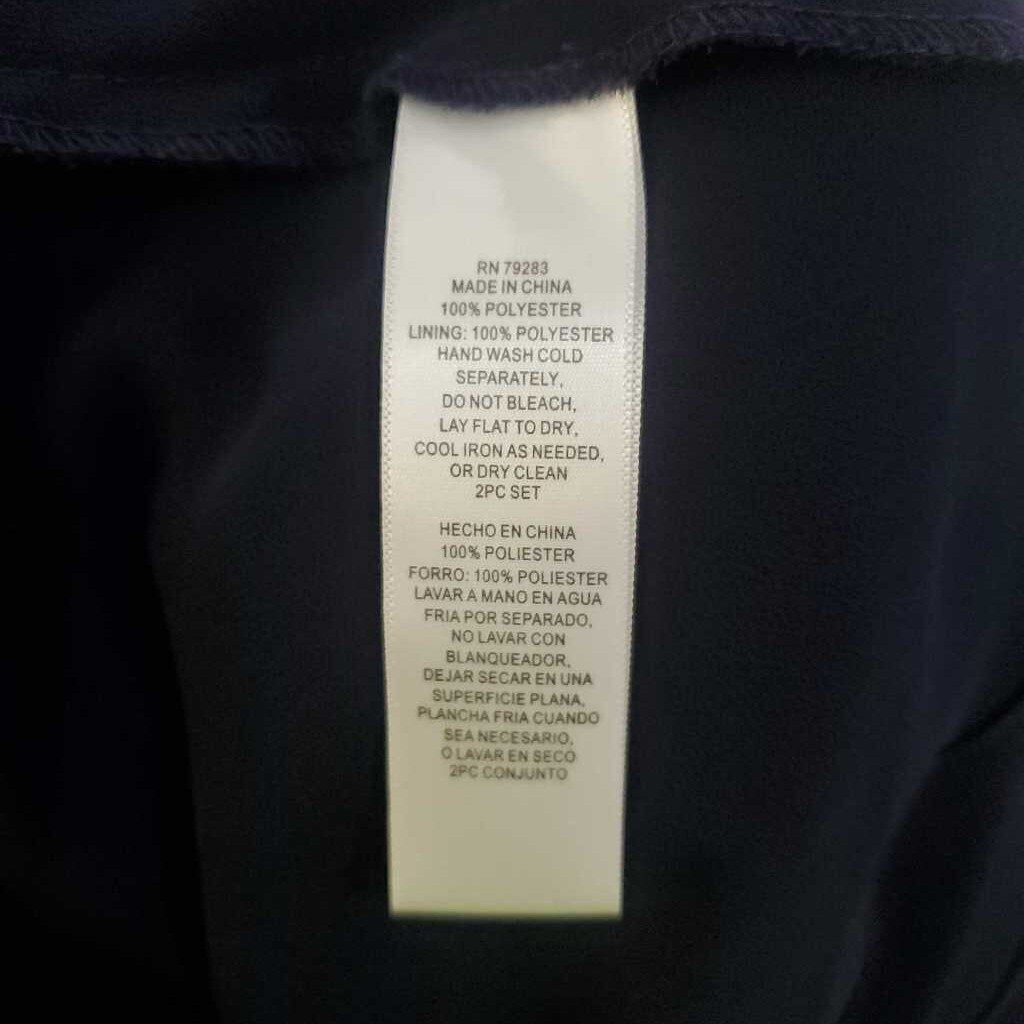 RN 79283
MADE IN CHINA
100% POLYESTER
LINING: 100% POLYESTER
HAND WASH COLD
SEPARATELY,
DO NOT BLEACH,
LAY FLAT TO DRY,
COOL IRON AS NEEDED,
OR DRY CLEAN
2PC SET
HECHO EN CHINA
100% POLIESTER
FORRO: 100% POLIESTER
LAVAR A MANO EN AGUA
FRIA POR SEPARADO,
NO LAVAR CON
BLANQUEADOR,
DEJAR SECAR EN UNA
SUPERFICIE PLANA,
PLANCHA FRIA CUANDO
SEA NECESARIO,
O LAVAR EN SECO
2PC CONJUNTO